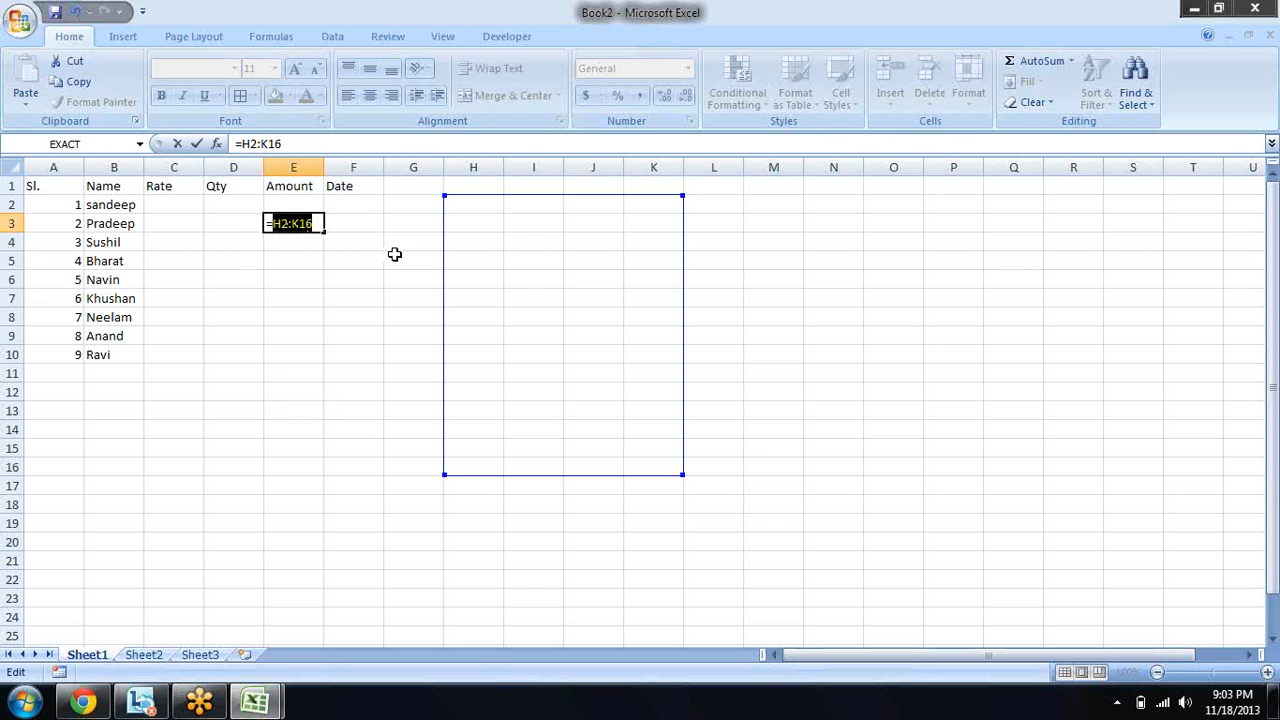 Book2 - Microsoft Excel
Home Insert Page Layout Formulas Data Review View Developer
Paste
Cut
Copy
Format Painter
Clipboard
11
B I U
Font
Wrap Text
Merge & Center
Alignment
General
$ % ,
Number
Conditional Formatting
Format as Table
Cell Styles
Styles
Insert Delete Format
Cells
Σ AutoSum
Fill
Clear
Sort & Filter
Find & Select
Editing
EXACT =H2:K16
A B C D E F G H I J K L M N O P Q R S T U
1 Sl. Name Rate Qty Amount Date
2 1 sandeep
3 2 Pradeep =H2:K16
4 3 Sushil
5 4 Bharat
6 5 Navin
7 6 Khushan
8 7 Neelam
9 8 Anand
10 9 Ravi
11
12
13
14
15
16
17
18
19
20
21
22
23
24
25
Sheet1 Sheet2 Sheet3
Edit 100%
9:03 PM
11/18/2013